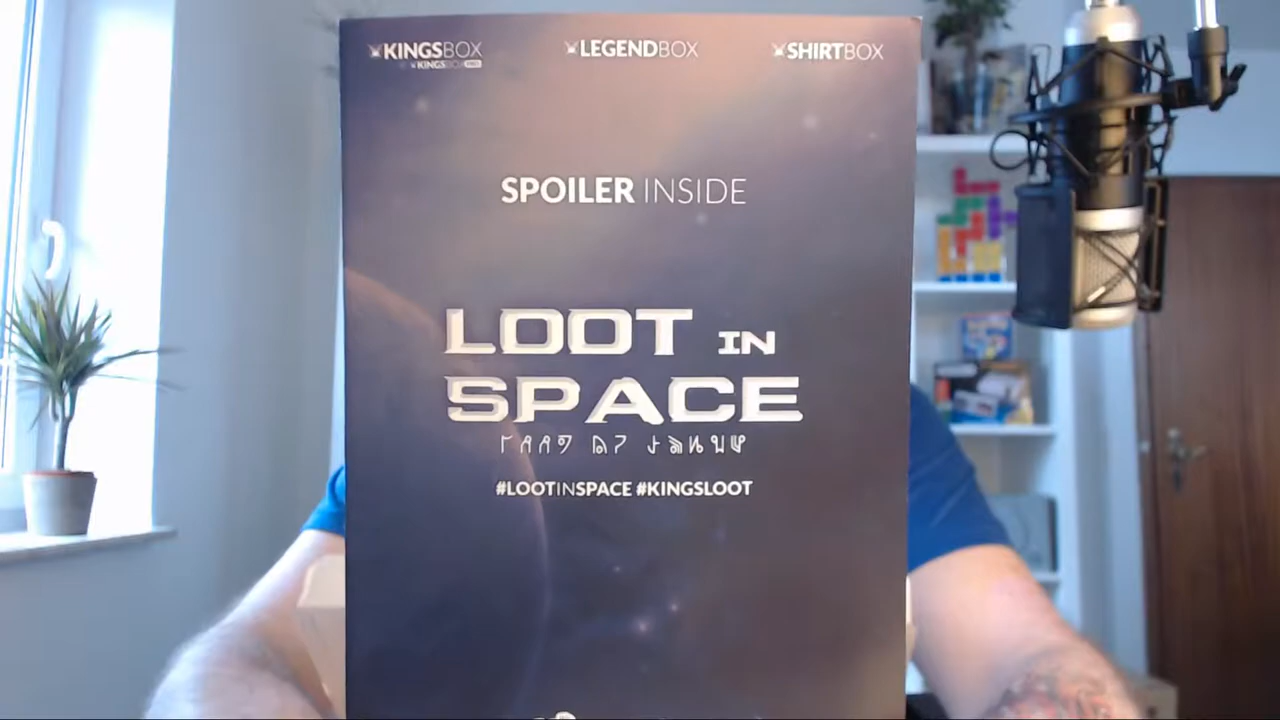 KINGSBOX LEGENDBOX SHIRTBOX
KINGSBOX
SPOILER INSIDE
LOOT IN
SPACE
#LOOTINSPACE #KINGSLOOT